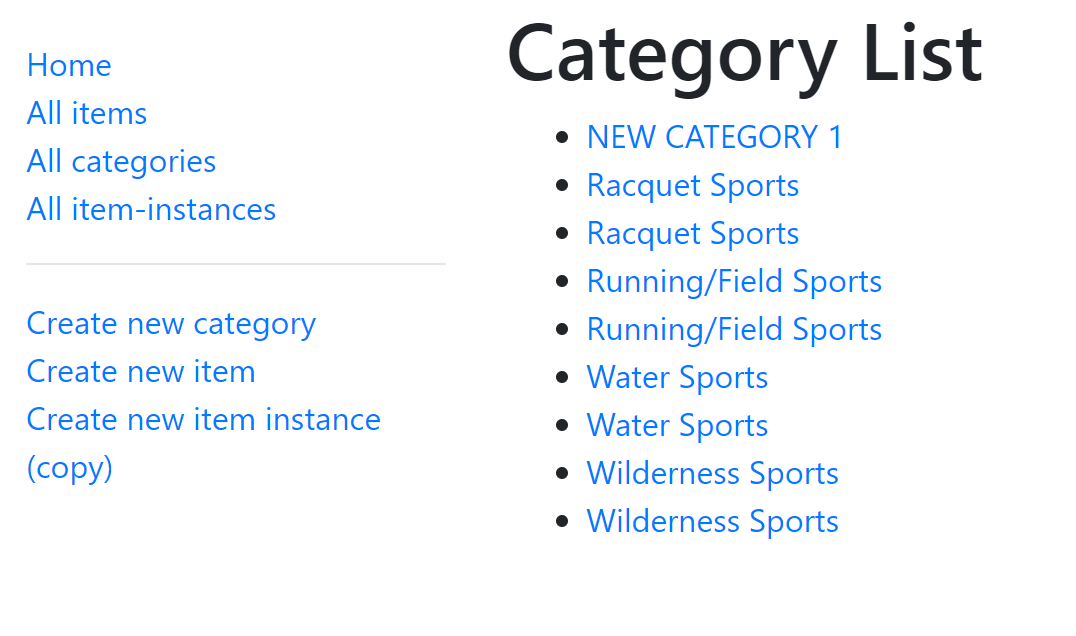 Home
All items
All categories
All item-instances
Create new category
Create new item
Create new item instance
(copy)
Category List
NEW CATEGORY 1
Racquet Sports
Racquet Sports
Running/Field Sports
Running/Field Sports
Water Sports
Water Sports
Wilderness Sports
Wilderness Sports